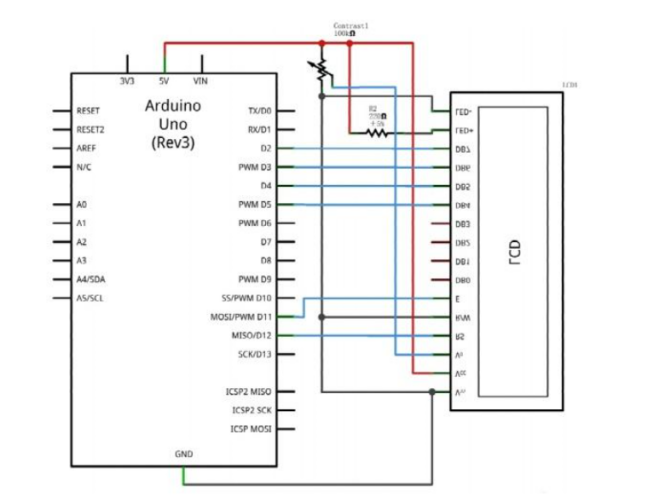 Contrast1
100kΩ
3V3
5V
VIN
Arduino
Uno
(Rev3)
RESET
RESET2
AREF
N/C
A0
A1
A2
A3
A4/SDA
A5/SCL
TX/D0
RX/D1
D2
PWM D3
D4
PWM D5
PWM D6
D7
D8
PWM D9
SS/PWM D10
MOSI/PWM D11
MISO/D12
SCK/D13
ICSP2 MISO
ICSP2 SCK
ICSP MOSI
GND
220Ω
LED-
LED+
DB7
DB6
DB5
DB4
DB3
DB2
DB1
DB0
E
R/W
RS
LCD